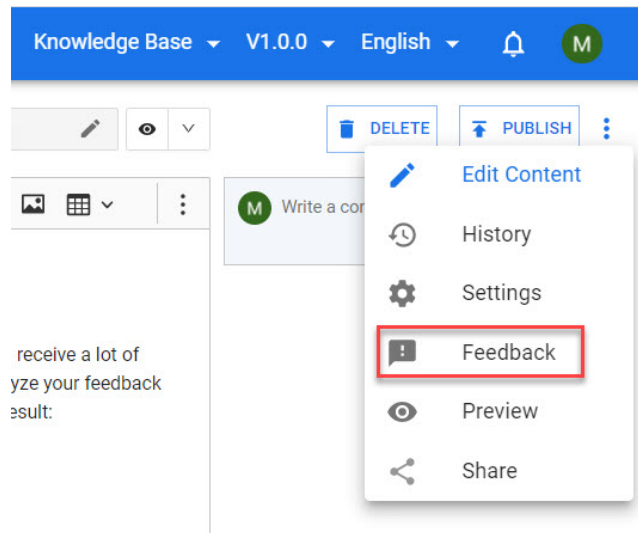 Knowledge Base V1.0.0 English M
DELETE PUBLISH
Edit Content
M Write a cor
History
Settings
receive a lot of
Feedback
yze your feedback
esult:
Preview
Share